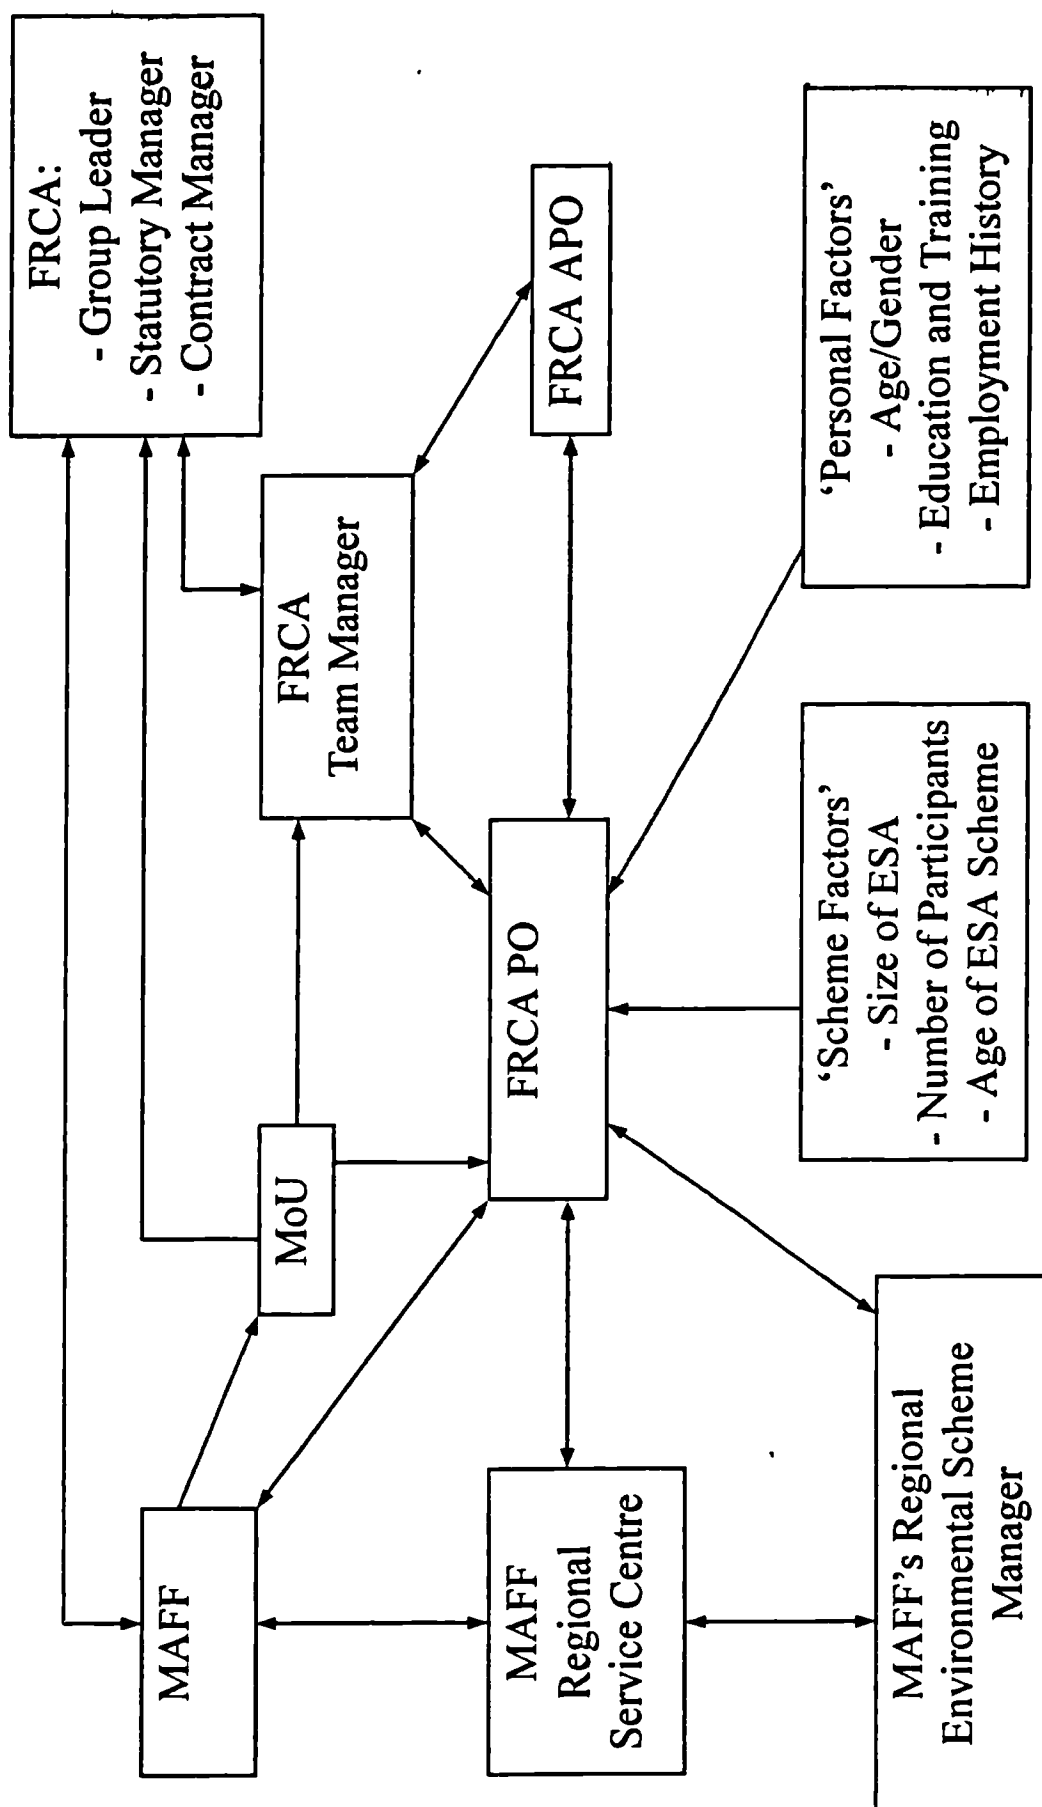 MAFF
MoU
FRCA:
- Group Leader
- Statutory Manager
- Contract Manager
FRCA
Team Manager
MAFF
Regional
Service Centre
FRCA PO
FRCA APO
MAFF's Regional
Environmental Scheme
Manager
‘Scheme Factors’
- Size of ESA
- Number of Participants
- Age of ESA Scheme
‘Personal Factors’
- Age/Gender
- Education and Training
- Employment History